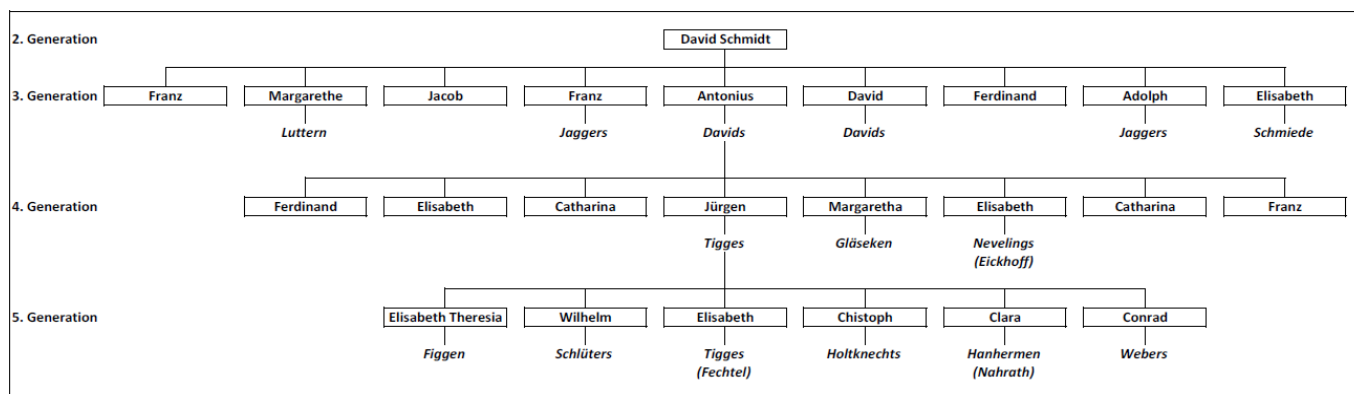 2. Generation David Schmidt
3. Generation Franz Margarethe Jacob Franz Antonius David Ferdinand Adolph Elisabeth
Luttern Jaggers Davids Davids Jaggers Schmiede
4. Generation Ferdinand Elisabeth Catharina Jürgen Margaretha Elisabeth Catharina Franz
Tigges Gläseken Nevelings
(Eickhoff)
5. Generation Elisabeth Theresia Wilhelm Elisabeth Chistoph Clara Conrad
Figgen Schlüters Tigges Holtknechts Hanhermen Webers
(Fechtel) (Nahrath)